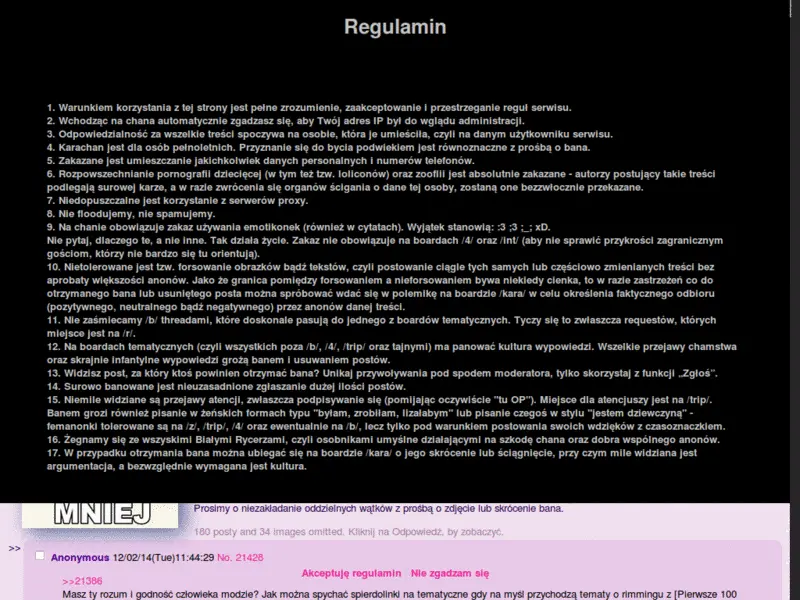 Regulamin
1. Warunkiem korzystania z tej strony jest pełne zrozumienie, zaakceptowanie i przestrzeganie reguł serwisu.
2. Wchodząc na chana automatycznie zgadzasz się, aby Twój adres IP był do wglądu administracji.
3. Odpowiedzialność za wszelkie treści spoczywa na osobie, która je umieściła, czyli na danym użytkowniku serwisu.
4. Karachan jest dla osób pełnoletnich. Przyznanie się do bycia podwiekiem jest równoznaczne z prośbą o bana.
5. Zakazane jest umieszczanie jakichkolwiek danych personalnych i numerów telefonów.
6. Rozpowszechnianie pornografii dziecięcej (w tym też tzw. loliconów) oraz zoofilii jest absolutnie zakazane - autorzy postujący takie treści
podlegają surowej karze, a w razie zwrócenia się organów ścigania o dane tej osoby, zostaną one bezzwłocznie przekazane.
7. Niedopuszalne jest korzystanie z serwerów proxy.
8. Nie floodujemy, nie spamujemy.
9. Na chanie obowiązuje zakaz używania emotikonek (również w cytatach). Wyjątek stanowią: :3 ;3 ;_; xD.
Nie pytaj, dlaczego te, a nie inne. Tak działa życie. Zakaz nie obowiązuje na boardach /4/ oraz /int/ (aby nie sprawić przykrości zagranicznym
gościom, którzy nie bardzo się tu orientują).
10. Nietolerowane jest tzw. forsowanie obrazków bądź tekstów, czyli postowanie ciągle tych samych lub częściowo zmienianych treści bez
aprobaty większości anonów. Jako że granica pomiędzy forsowaniem a nieforsowaniem bywa niekiedy cienka, to w razie zastrzeżeń co do
otrzymanego bana lub usuniętego posta można spróbować wdać się w polemikę na boardzie /kara/ w celu określenia faktycznego odbioru
(pozytywnego, neutralnego bądź negatywnego) przez anonów danej treści.
11. Nie zaśmiecamy /b/ threadami, które doskonale pasują do jednego z boardów tematycznych. Tyczy się to zwłaszcza requestów, których
miejsce jest na /r/.
12. Na boardach tematycznych (czyli wszystkich poza /b/, /4/, /trip/ oraz tajnymi) ma panować kultura wypowiedzi. Wszelkie przejawy chamstwa
oraz skrajnie infantylne wypowiedzi grożą banem i usuwaniem postów.
13. Widzisz post, za który ktoś powinien otrzymać bana? Unikaj przywoływania pod spodem moderatora, tylko skorzystaj z funkcji „Zgłoś”.
14. Surowo banowane jest nieuzasadnione zgłaszanie dużej ilości postów.
15. Niemile widziane są przejawy atencji, zwłaszcza podpisywanie się (pomijając oczywiście "tu OP"). Miejsce dla atencjuszy jest na /trip/.
Banem grozi również pisanie w żeńskich formach typu "byłam, zrobiłam, lizałabym" lub pisanie czegoś w stylu "jestem dziewczyną" -
femanonki tolerowane są na /z/, /trip/, /4/ oraz ewentualnie na /b/, lecz tylko pod warunkiem postowania swoich wdzięków z czasoznaczkiem.
16. Żegnamy się ze wszyskimi Białymi Rycerzami, czyli osobnikami umyślne działającymi na szkodę chana oraz dobra wspólnego anonów.
17. W przypadku otrzymania bana można ubiegać się na boardzie /kara/ o jego skrócenie lub ściągnięcie, przy czym mile widziana jest
argumentacja, a bezwzględnie wymagana jest kultura.
MNIEJ
Prosimy o niezakładanie oddzielnych wątków z prośbą o zdjęcie lub skrócenie bana.
180 posty and 34 images omitted. Kliknij na Odpowiedź, by zobaczyć.
>> Anonymous 12/02/14(Tue)11:44:29 No. 21428
Akceptuję regulamin Nie zgadzam się
>>21386
Masz ty rozum i godność człowieka modzie? Jak można spychać spierdolinki na tematyczne gdy na myśl przychodzą tematy o rimmingu z [Pierwsze 100